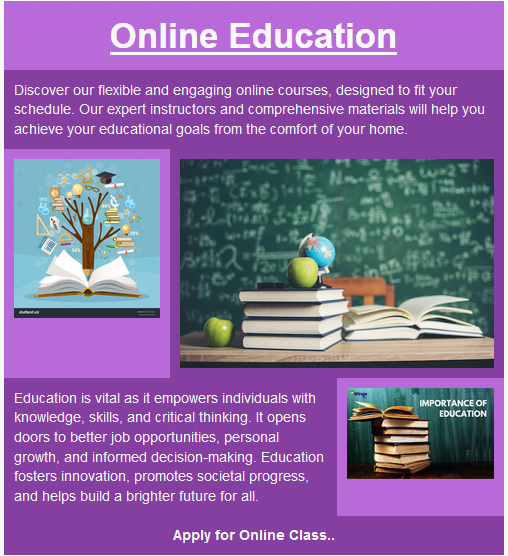 Online Education
Discover our flexible and engaging online courses, designed to fit your
schedule. Our expert instructors and comprehensive materials will help you
achieve your educational goals from the comfort of your home.
shutterstock
IMPORTANCE OF
EDUCATION
Education is vital as it empowers individuals with
knowledge, skills, and critical thinking. It opens
doors to better job opportunities, personal
growth, and informed decision-making. Education
fosters innovation, promotes societal progress,
and helps build a brighter future for all.
Apply for Online Class..